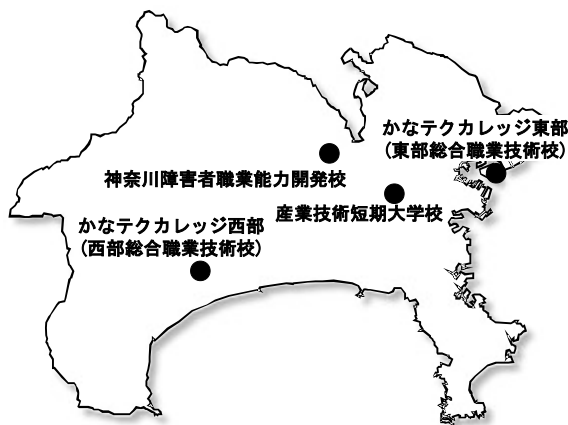 かなテクカレッジ東部
(東部総合職業技術校)
神奈川障害者職業能力開発校
産業技術短期大学校
かなテクカレッジ西部
(西部総合職業技術校)